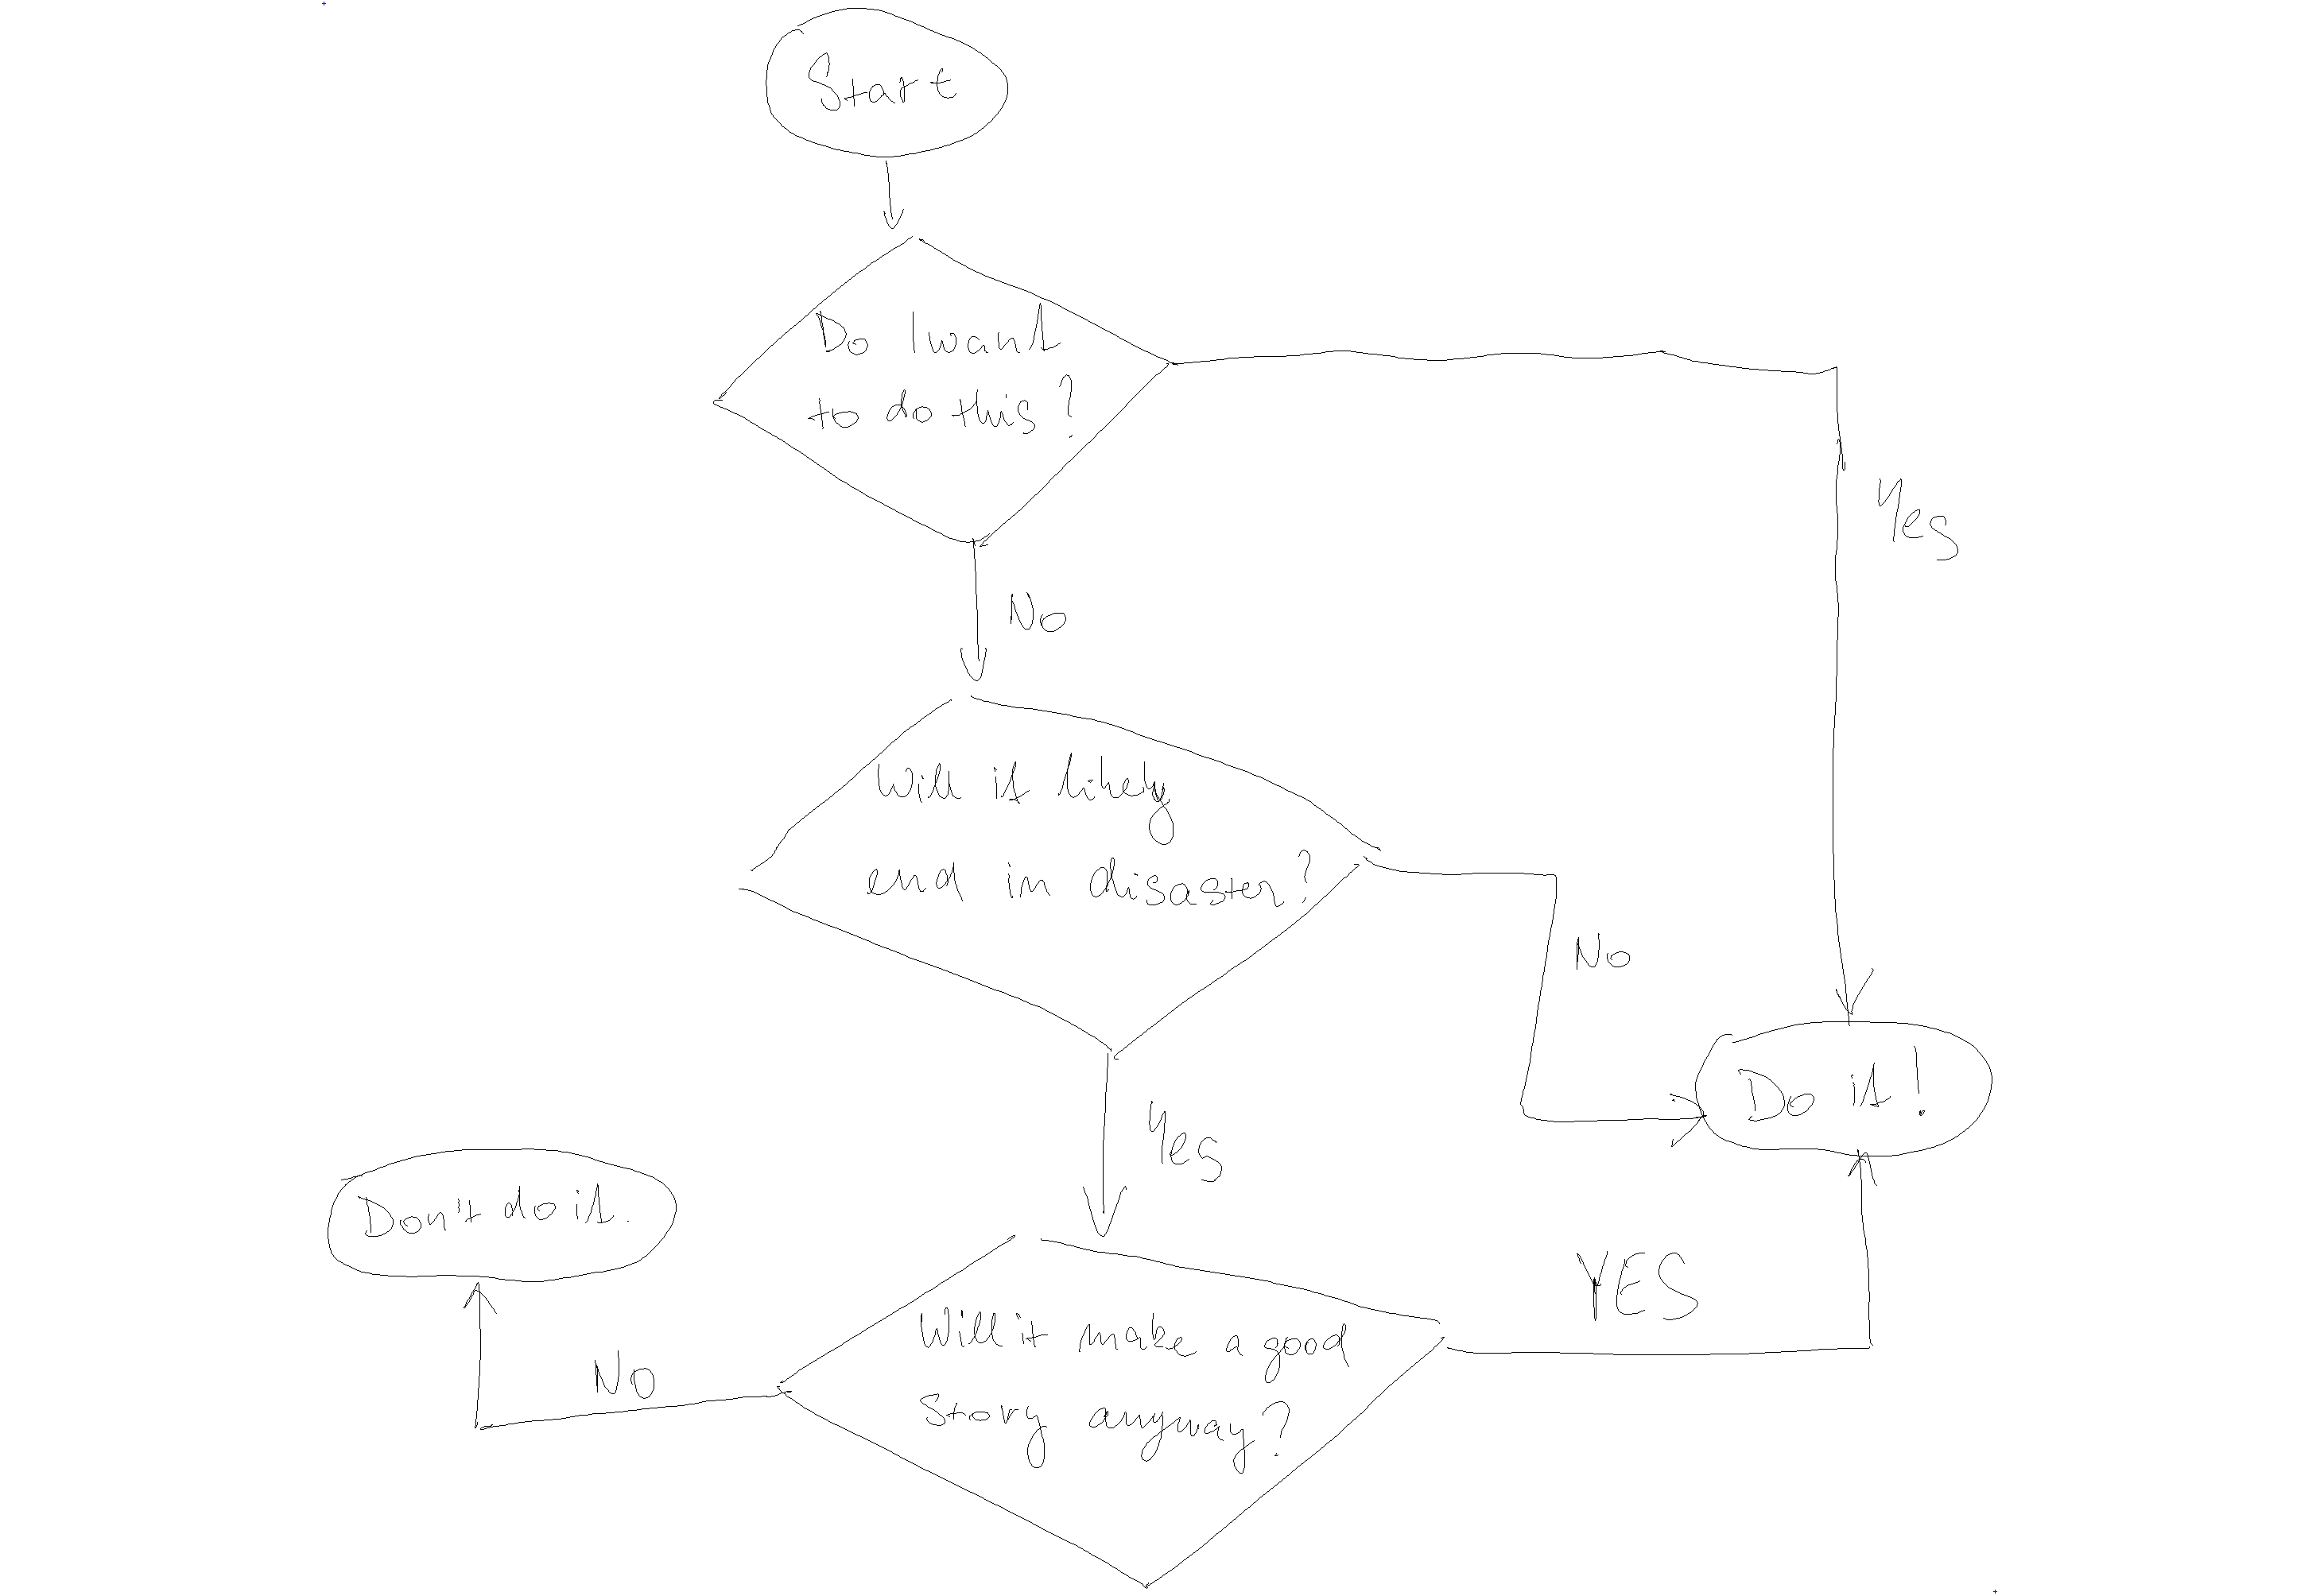 Start
Do I want
to do this?
Yes
No
Will it likely
end in disaster?
No
Do it!
Yes
Don't do it.
Will it make a good
story anyway?
YES
No